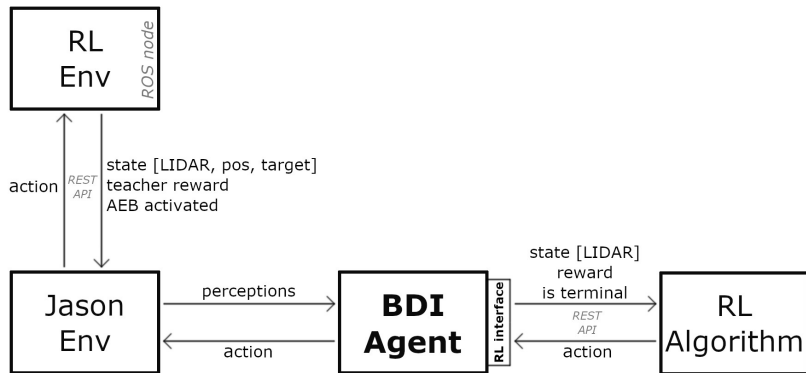 RL
Env
ROS node
action
REST
API
state [LIDAR, pos, target]
teacher reward
AEB activated
Jason
Env
perceptions
action
BDI
Agent
RL interface
state [LIDAR]
reward
is terminal
REST
API
action
RL
Algorithm